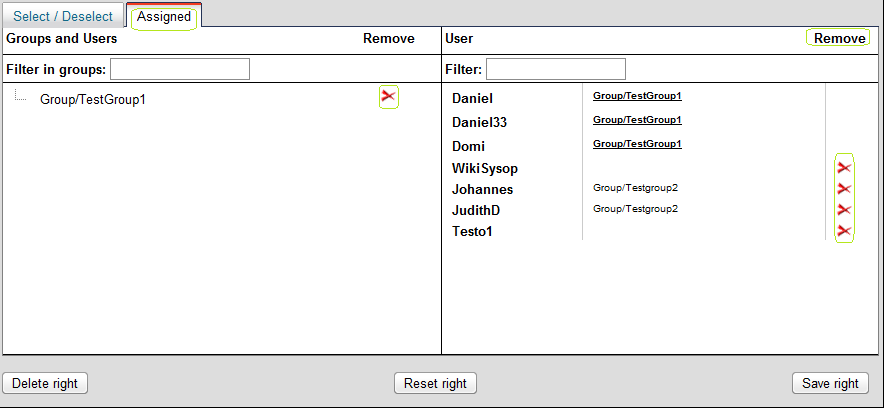 Select / Deselect Assigned
Groups and Users Remove User Remove
Filter in groups: Filter:
Group/TestGroup1 Daniel Group/TestGroup1
Daniel33 Group/TestGroup1
Domi Group/TestGroup1
WikiSysop
Johannes Group/Testgroup2
JudithD Group/Testgroup2
Testo1
Delete right Reset right Save right